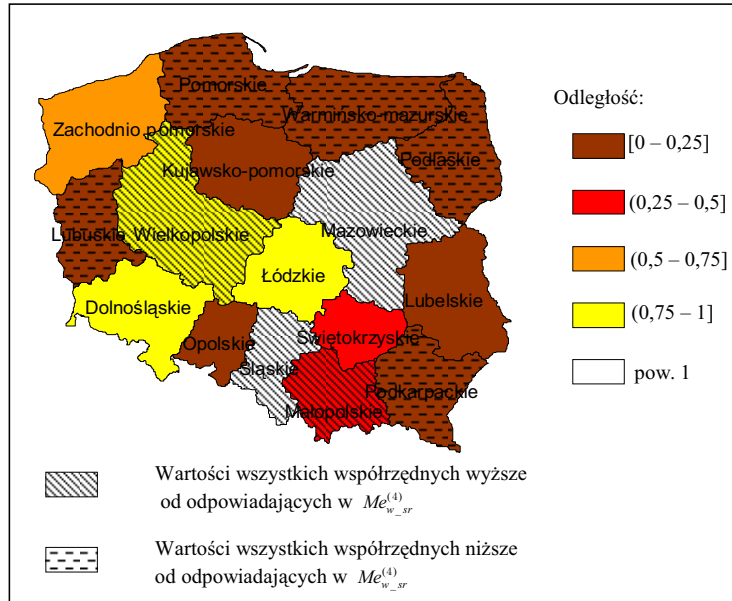 Pomorskie
Warmińsko-mazurskie
Zachodnio pomorskie
Podlaskie
Kujawsko-pomorskie
Lubuskie
Wielkopolskie
Mazowieckie
Łódzkie
Dolnośląskie
Lubelskie
Opolskie
Świętokrzyskie
Śląskie
Małopolskie
Podkarpackie
Odległość:
[0 – 0,25]
(0,25 – 0,5]
(0,5 – 0,75]
(0,75 – 1]
pow. 1
Wartości wszystkich współrzędnych wyższe
od odpowiadających w Me_{w_sr}^{(4)}
Wartości wszystkich współrzędnych niższe
od odpowiadających w Me_{w_sr}^{(4)}